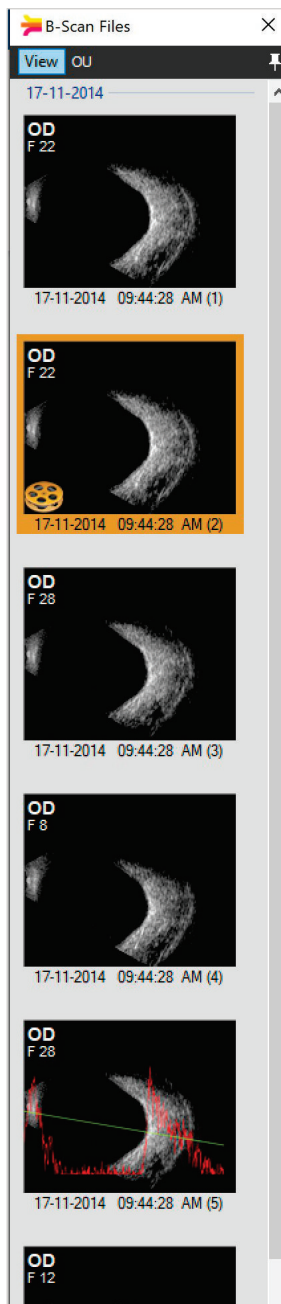 B-Scan Files
View OU
17-11-2014
OD
F 22
17-11-2014 09:44:28 AM (1)
OD
F 22
17-11-2014 09:44:28 AM (2)
OD
F 28
17-11-2014 09:44:28 AM (3)
OD
F 8
17-11-2014 09:44:28 AM (4)
OD
F 28
17-11-2014 09:44:28 AM (5)
OD
F 12